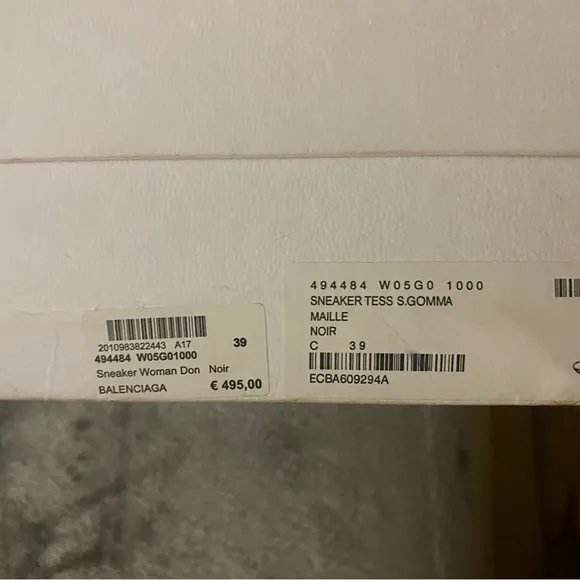 2010983822443 A17 39
494484 W05G01000
Sneaker Woman Don Noir
BALENCIAGA € 495,00
494484 W05G0 1000
SNEAKER TESS S.GOMMA
MAILLE
NOIR
C 39
ECBA609294A